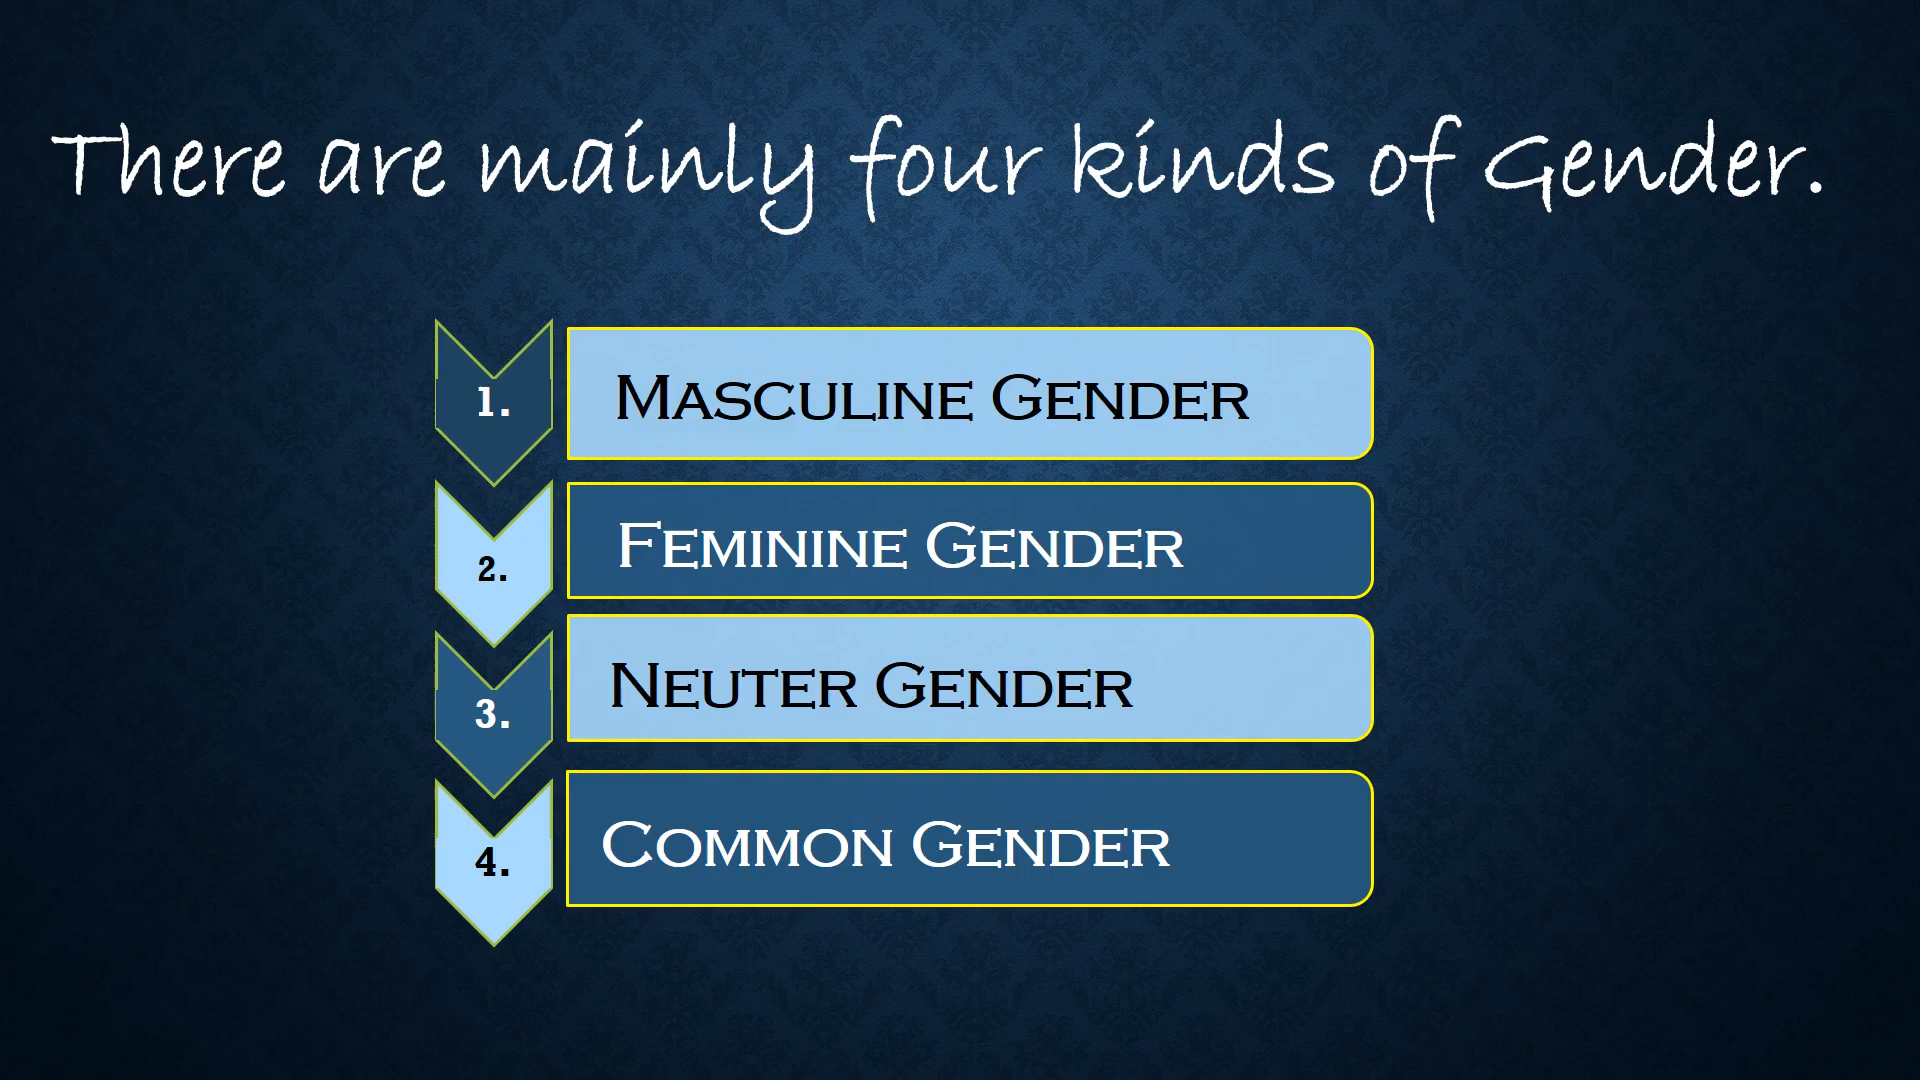 There are mainly four kinds of Gender.
1. Masculine Gender
2. Feminine Gender
3. Neuter Gender
4. Common Gender